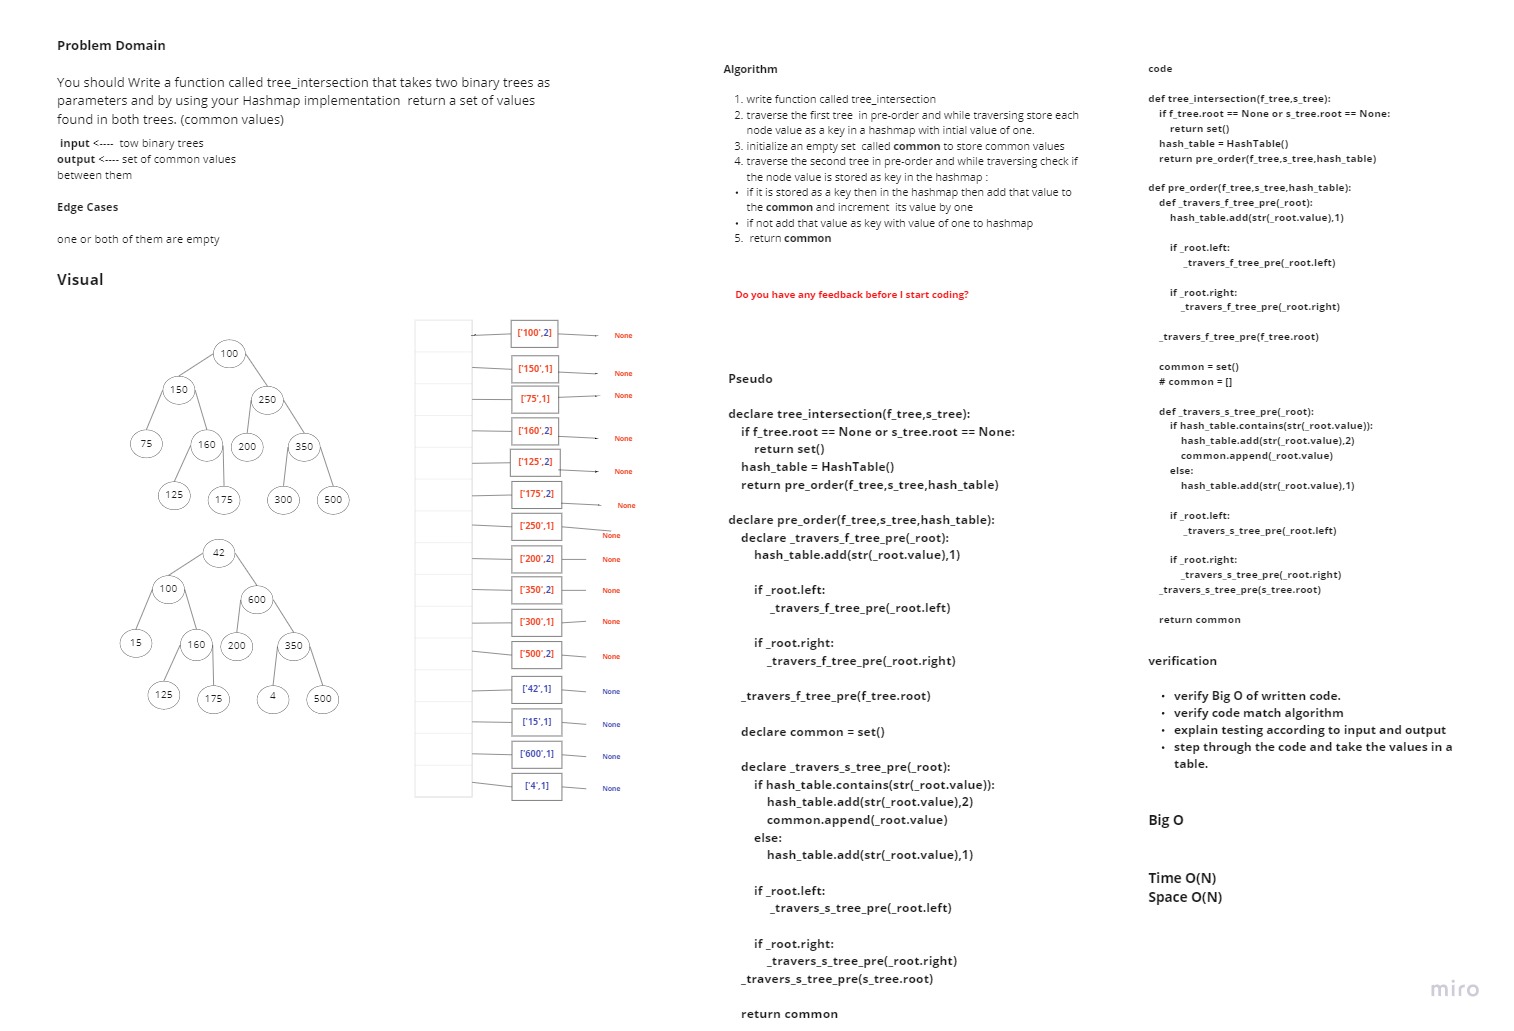 Problem Domain
You should Write a function called tree_intersection that takes two binary trees as
parameters and by using your Hashmap implementation return a set of values
found in both trees. (common values)
input <---- tow binary trees
output <---- set of common values
between them
Edge Cases
one or both of them are empty
Visual
100
150
250
75
160
200
350
125
175
300
500
42
100
600
15
160
200
350
125
175
4
500
['100',2]
None
['150',1]
None
['75',1]
None
['160',2]
None
['125',2]
None
['175',2]
None
['250',1]
None
['200',2]
None
['350',2]
None
['300',1]
None
['500',2]
None
['42',1]
None
['15',1]
None
['600',1]
None
['4',1]
None
Algorithm
1. write function called tree_intersection
2. traverse the first tree in pre-order and while traversing store each
node value as a key in a hashmap with intial value of one.
3. initialize an empty set called common to store common values
4. traverse the second tree in pre-order and while traversing check if
the node value is stored as key in the hashmap :
• if it is stored as a key then in the hashmap then add that value to
the common and increment its value by one
• if not add that value as key with value of one to hashmap
5. return common
Do you have any feedback before I start coding?
Pseudo
declare tree_intersection(f_tree,s_tree):
if f_tree.root == None or s_tree.root == None:
return set()
hash_table = HashTable()
return pre_order(f_tree,s_tree,hash_table)
declare pre_order(f_tree,s_tree,hash_table):
declare _travers_f_tree_pre(_root):
hash_table.add(str(_root.value),1)
if _root.left:
_travers_f_tree_pre(_root.left)
if _root.right:
_travers_f_tree_pre(_root.right)
_travers_f_tree_pre(f_tree.root)
declare common = set()
declare _travers_s_tree_pre(_root):
if hash_table.contains(str(_root.value)):
hash_table.add(str(_root.value),2)
common.append(_root.value)
else:
hash_table.add(str(_root.value),1)
if _root.left:
_travers_s_tree_pre(_root.left)
if _root.right:
_travers_s_tree_pre(_root.right)
_travers_s_tree_pre(s_tree.root)
return common
code
def tree_intersection(f_tree,s_tree):
if f_tree.root == None or s_tree.root == None:
return set()
hash_table = HashTable()
return pre_order(f_tree,s_tree,hash_table)
def pre_order(f_tree,s_tree,hash_table):
def _travers_f_tree_pre(_root):
hash_table.add(str(_root.value),1)
if _root.left:
_travers_f_tree_pre(_root.left)
if _root.right:
_travers_f_tree_pre(_root.right)
_travers_f_tree_pre(f_tree.root)
common = set()
# common = []
def _travers_s_tree_pre(_root):
if hash_table.contains(str(_root.value)):
hash_table.add(str(_root.value),2)
common.append(_root.value)
else:
hash_table.add(str(_root.value),1)
if _root.left:
_travers_s_tree_pre(_root.left)
if _root.right:
_travers_s_tree_pre(_root.right)
_travers_s_tree_pre(s_tree.root)
return common
verification
• verify Big O of written code.
• verify code match algorithm
• explain testing according to input and output
• step through the code and take the values in a
table.
Big O
Time O(N)
Space O(N)
miro